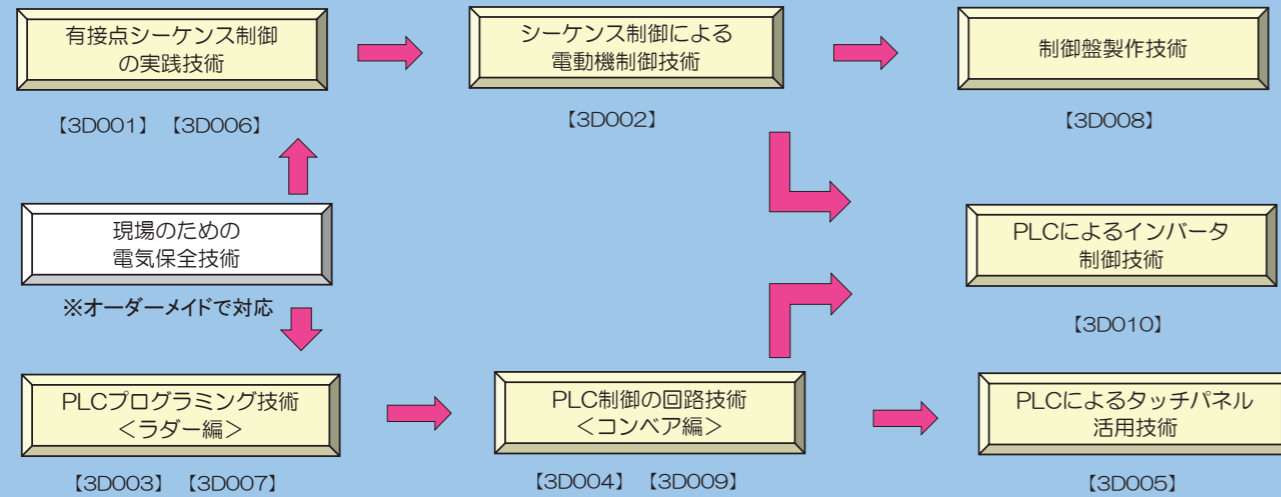 有接点シーケンス制御
の実践技術
【3D001】 【3D006】
シーケンス制御による
電動機制御技術
【3D002】
制御盤製作技術
【3D008】
現場のための
電気保全技術
※オーダーメイドで対応
PLCによるインバータ
制御技術
【3D010】
PLCプログラミング技術
＜ラダー編＞
【3D003】 【3D007】
PLC制御の回路技術
＜コンベア編＞
【3D004】 【3D009】
PLCによるタッチパネル
活用技術
【3D005】